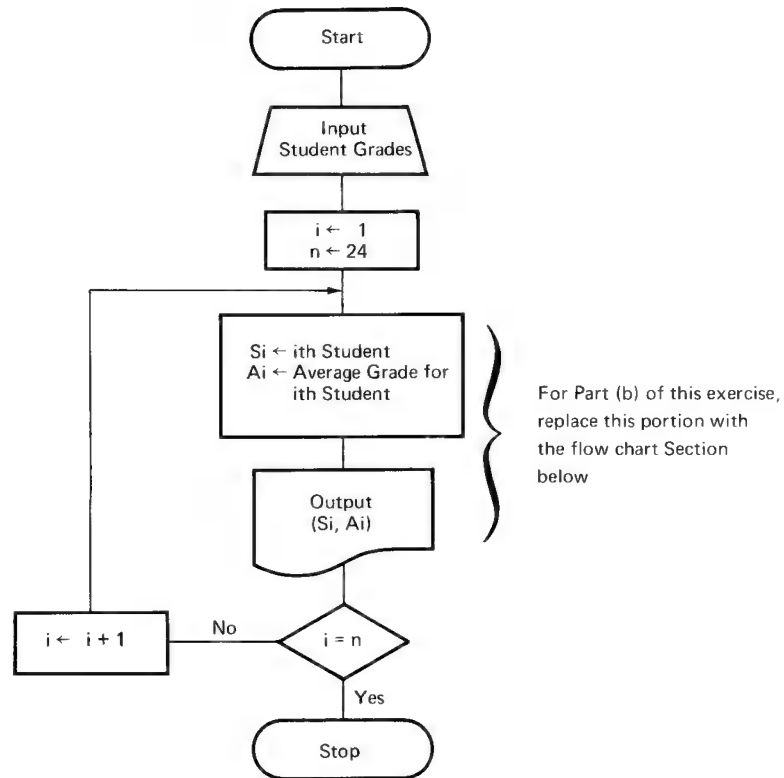 Start
Input
Student Grades
i ← 1
n ← 24
Si ← ith Student
Ai ← Average Grade for
ith Student
For Part (b) of this exercise,
replace this portion with
the flow chart Section
below
Output
(Si, Ai)
i ← i + 1
No
i = n
Yes
Stop